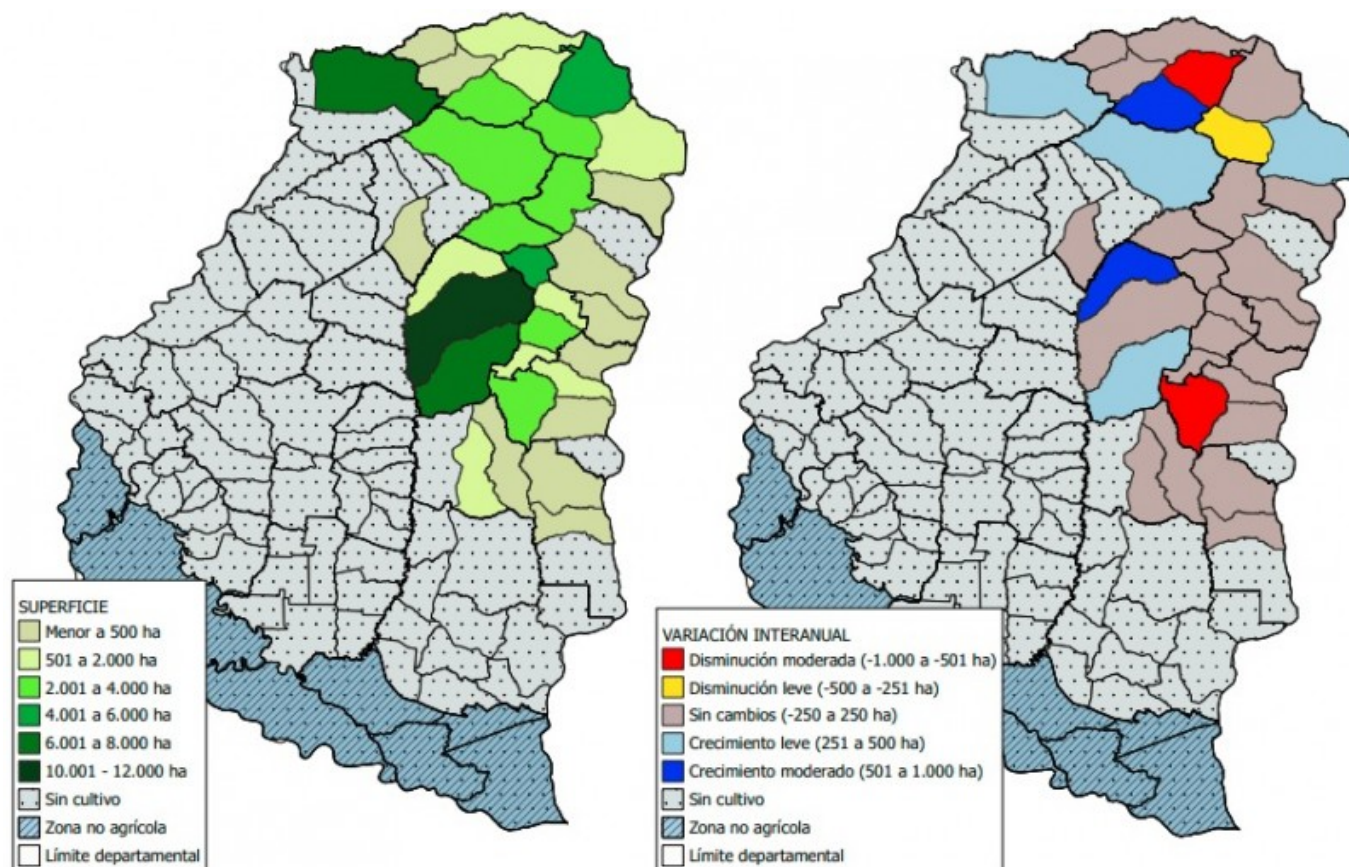 SUPERFICIE
Menor a 500 ha
501 a 2.000 ha
2.001 a 4.000 ha
4.001 a 6.000 ha
6.001 a 8.000 ha
10.001 - 12.000 ha
Sin cultivo
Zona no agrícola
Límite departamental
VARIACIÓN INTERANUAL
Disminución moderada (-1.000 a -501 ha)
Disminución leve (-500 a -251 ha)
Sin cambios (-250 a 250 ha)
Crecimiento leve (251 a 500 ha)
Crecimiento moderado (501 a 1.000 ha)
Sin cultivo
Zona no agrícola
Límite departamental